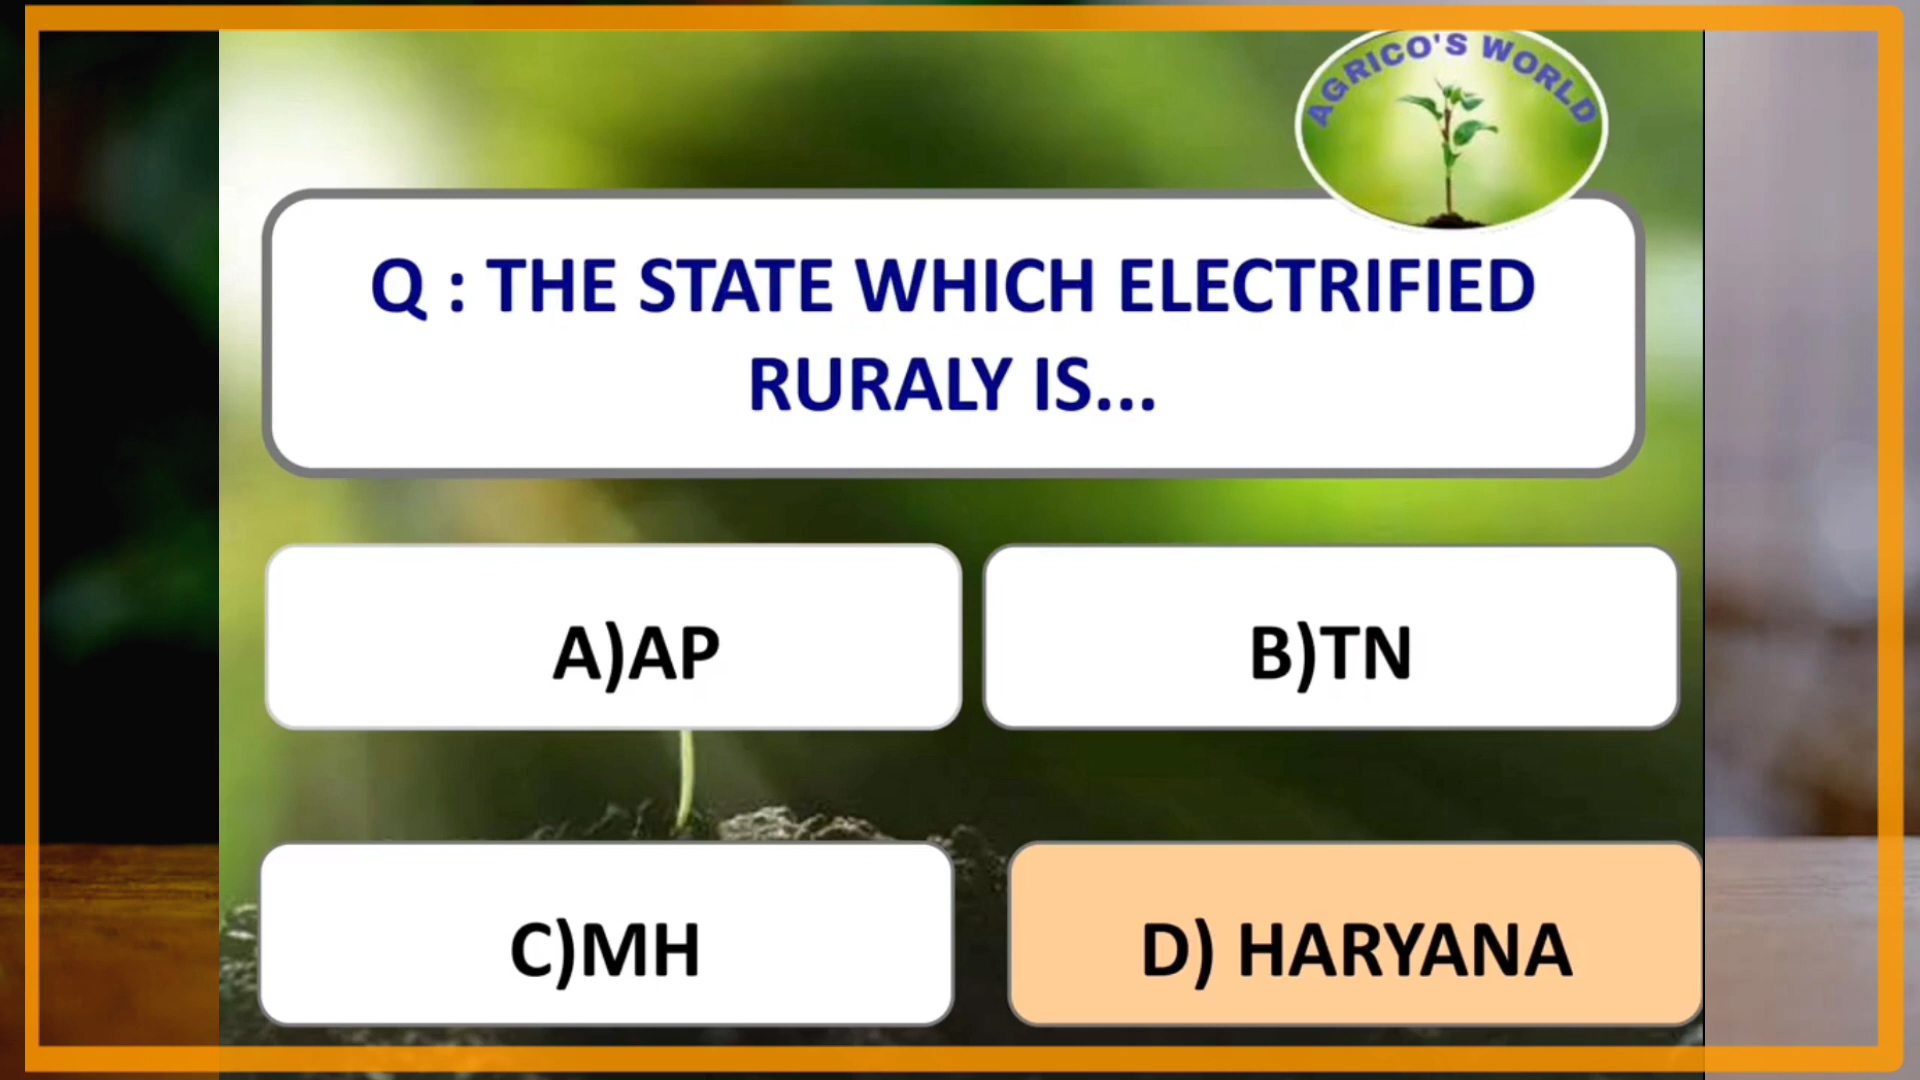 AGRICO'S WORLD
Q : THE STATE WHICH ELECTRIFIED
RURALY IS...
A)AP
B)TN
C)MH
D) HARYANA